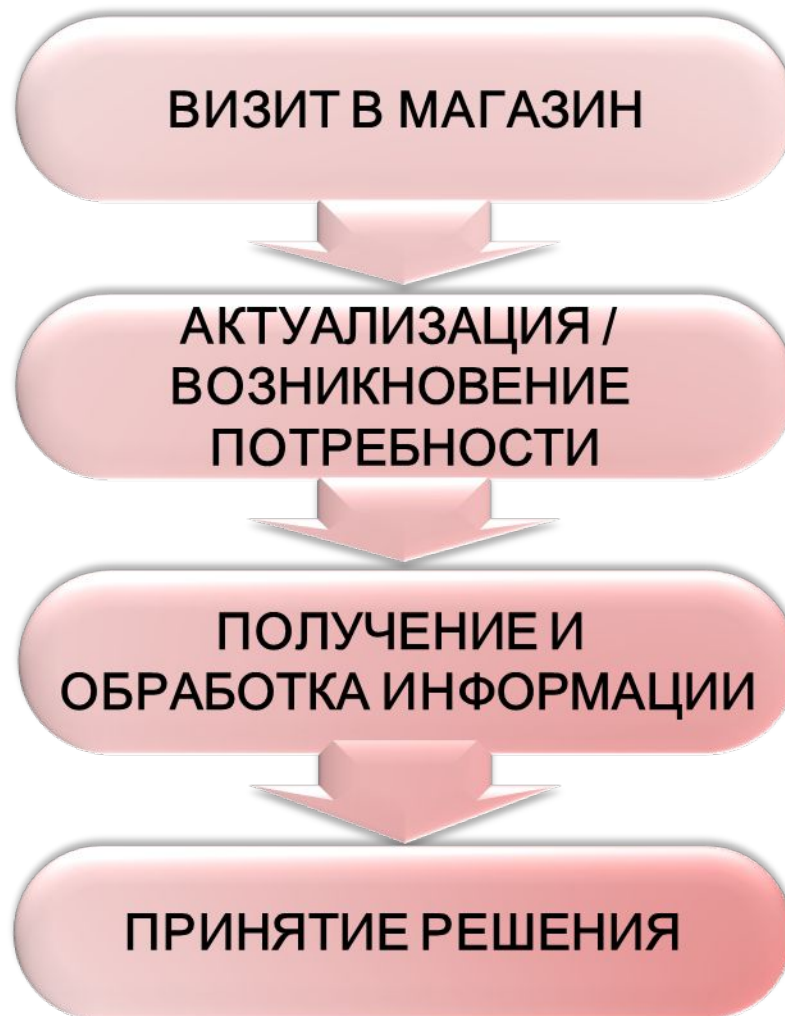 ВИЗИТ В МАГАЗИН
АКТУАЛИЗАЦИЯ /
ВОЗНИКНОВЕНИЕ
ПОТРЕБНОСТИ
ПОЛУЧЕНИЕ И
ОБРАБОТКА ИНФОРМАЦИИ
ПРИНЯТИЕ РЕШЕНИЯ